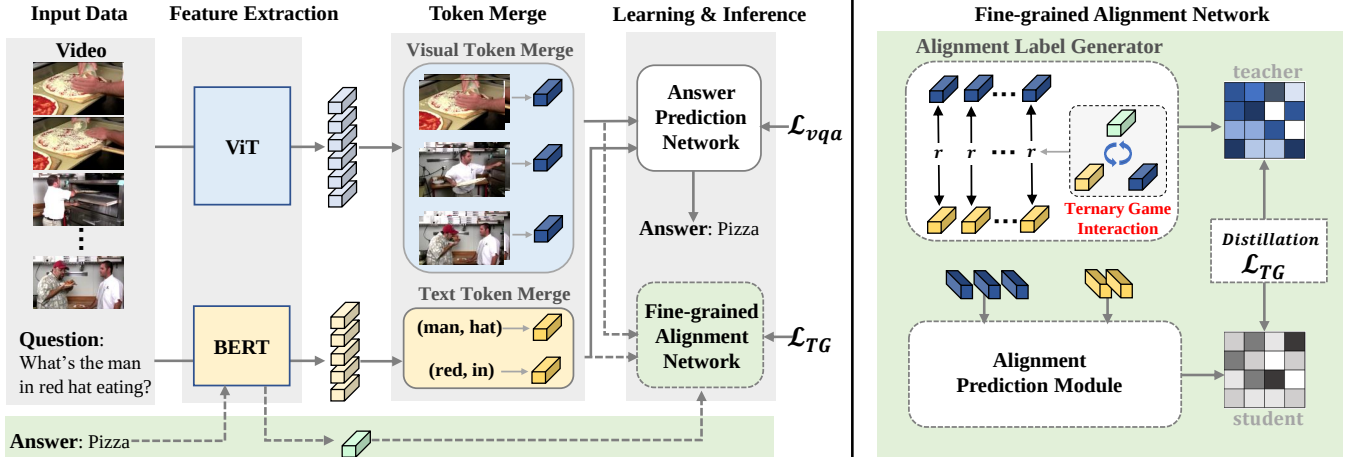 Input Data
Feature Extraction
Token Merge
Learning & Inference
Video
ViT
Visual Token Merge
Answer
Prediction
Network
ℒvqa
Answer: Pizza
Question:
What's the man
in red hat eating?
BERT
Text Token Merge
(man, hat)
(red, in)
Fine-grained
Alignment
Network
ℒTG
Answer: Pizza
Fine-grained Alignment Network
Alignment Label Generator
r
r
r
Ternary Game
Interaction
teacher
Distillation
ℒTG
Alignment
Prediction Module
student